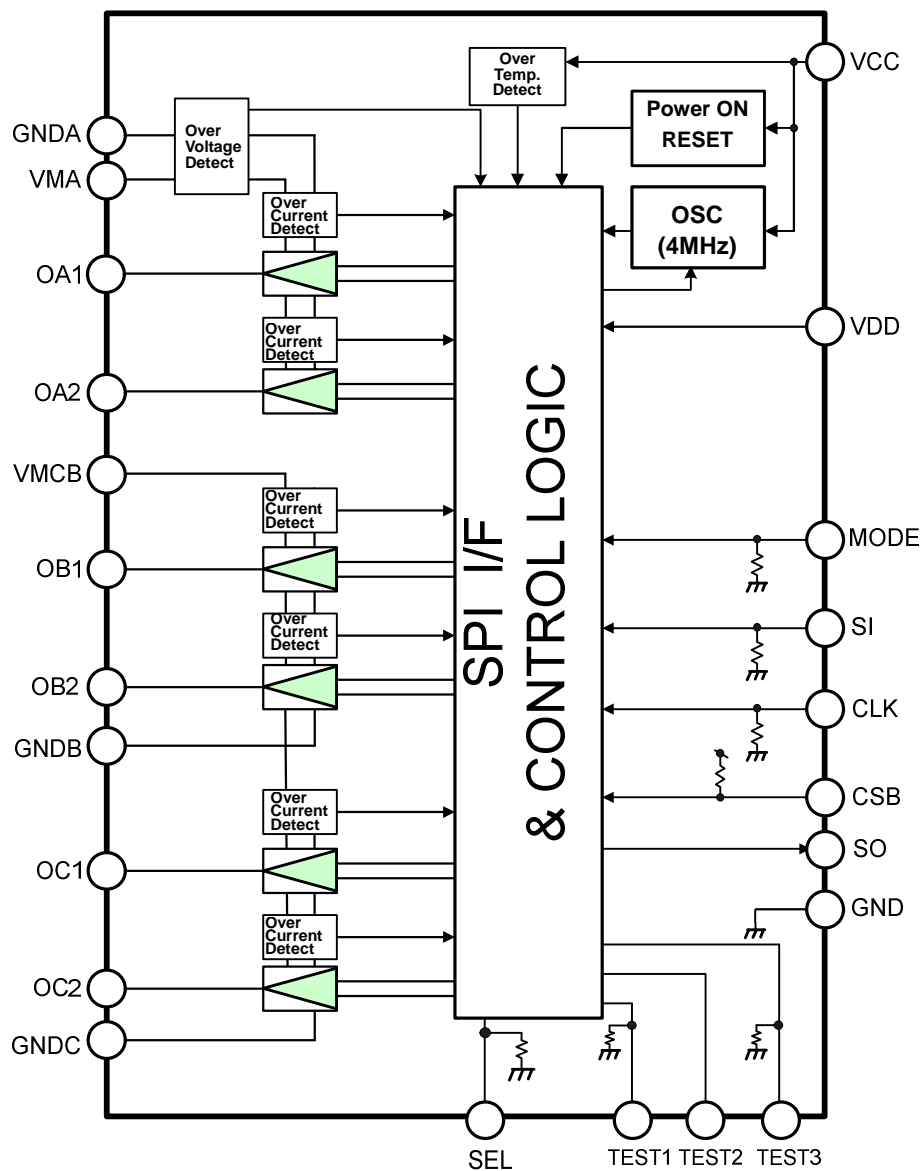 Over
Temp.
Detect
VCC
Power ON
RESET
GNDA
Over
Voltage
Detect
VMA
Over
Current
Detect
OSC
(4MHz)
OA1
VDD
Over
Current
Detect
OA2
VMCB
Over
Current
Detect
MODE
OB1
SPI I/F
& CONTROL LOGIC
Over
Current
Detect
SI
OB2
CLK
GNDB
Over
Current
Detect
CSB
SO
OC1
GND
Over
Current
Detect
OC2
GNDC
SEL
TEST1
TEST2
TEST3